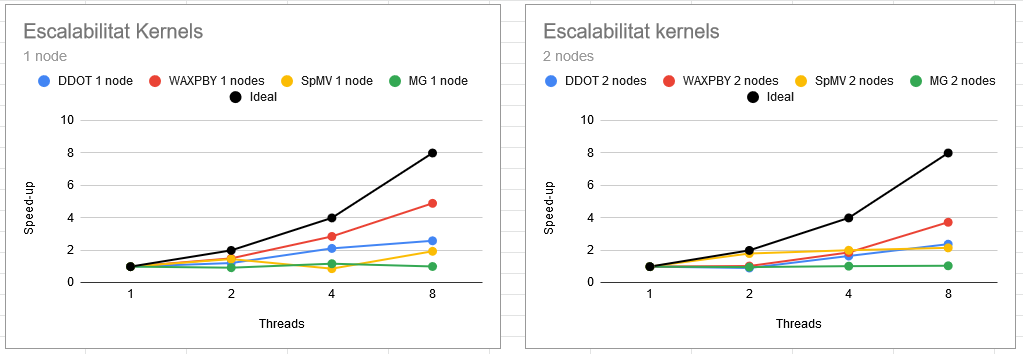 Escalabilitat Kernels
1 node
DDOT 1 node
WAXPBY 1 nodes
SpMV 1 node
MG 1 node
Ideal
10
8
6
4
2
0
Speed-up
1
2
4
8
Threads
Escalabilitat kernels
2 nodes
DDOT 2 nodes
WAXPBY 2 nodes
SpMV 2 nodes
MG 2 nodes
Ideal
10
8
6
4
2
0
Speed-up
1
2
4
8
Threads